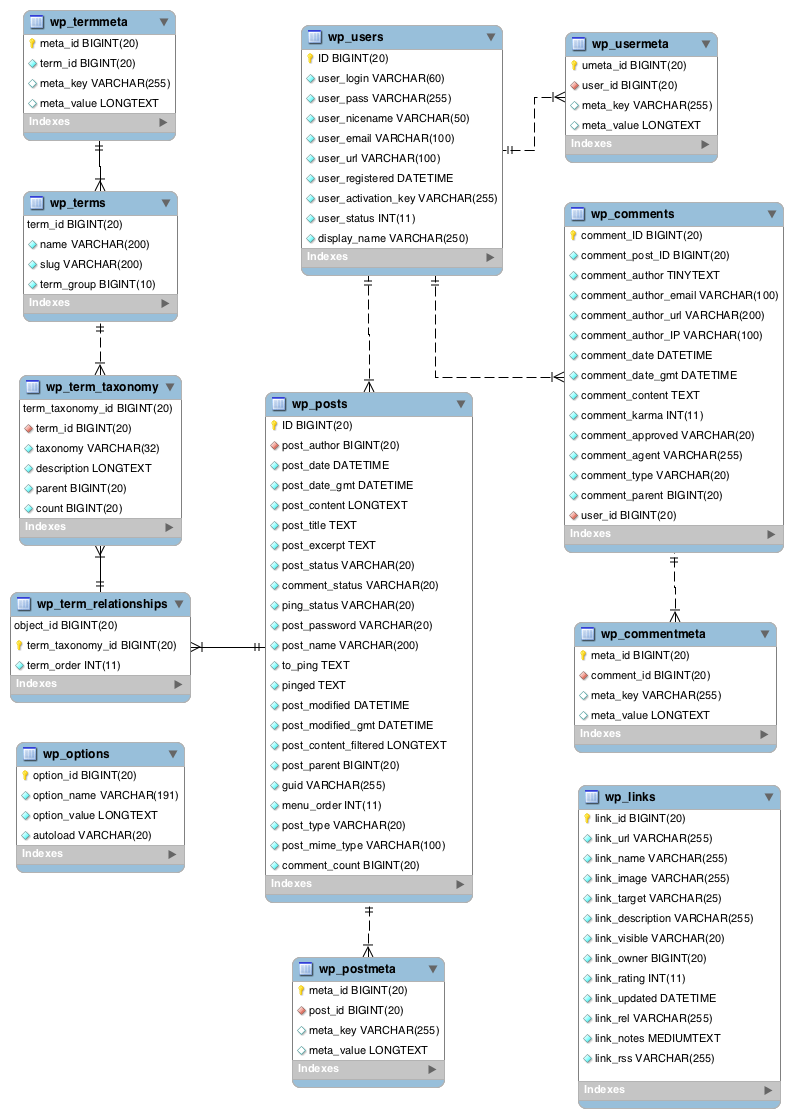 wp_termmeta
meta_id BIGINT(20)
term_id BIGINT(20)
meta_key VARCHAR(255)
meta_value LONGTEXT
Indexes
wp_terms
term_id BIGINT(20)
name VARCHAR(200)
slug VARCHAR(200)
term_group BIGINT(10)
Indexes
wp_term_taxonomy
term_taxonomy_id BIGINT(20)
term_id BIGINT(20)
taxonomy VARCHAR(32)
description LONGTEXT
parent BIGINT(20)
count BIGINT(20)
Indexes
wp_term_relationships
object_id BIGINT(20)
term_taxonomy_id BIGINT(20)
term_order INT(11)
Indexes
wp_options
option_id BIGINT(20)
option_name VARCHAR(191)
option_value LONGTEXT
autoload VARCHAR(20)
Indexes
wp_users
ID BIGINT(20)
user_login VARCHAR(60)
user_pass VARCHAR(255)
user_nicename VARCHAR(50)
user_email VARCHAR(100)
user_url VARCHAR(100)
user_registered DATETIME
user_activation_key VARCHAR(255)
user_status INT(11)
display_name VARCHAR(250)
Indexes
wp_posts
ID BIGINT(20)
post_author BIGINT(20)
post_date DATETIME
post_date_gmt DATETIME
post_content LONGTEXT
post_title TEXT
post_excerpt TEXT
post_status VARCHAR(20)
comment_status VARCHAR(20)
ping_status VARCHAR(20)
post_password VARCHAR(20)
post_name VARCHAR(200)
to_ping TEXT
pinged TEXT
post_modified DATETIME
post_modified_gmt DATETIME
post_content_filtered LONGTEXT
post_parent BIGINT(20)
guid VARCHAR(255)
menu_order INT(11)
post_type VARCHAR(20)
post_mime_type VARCHAR(100)
comment_count BIGINT(20)
Indexes
wp_postmeta
meta_id BIGINT(20)
post_id BIGINT(20)
meta_key VARCHAR(255)
meta_value LONGTEXT
Indexes
wp_usermeta
umeta_id BIGINT(20)
user_id BIGINT(20)
meta_key VARCHAR(255)
meta_value LONGTEXT
Indexes
wp_comments
comment_ID BIGINT(20)
comment_post_ID BIGINT(20)
comment_author TINYTEXT
comment_author_email VARCHAR(100)
comment_author_url VARCHAR(200)
comment_author_IP VARCHAR(100)
comment_date DATETIME
comment_date_gmt DATETIME
comment_content TEXT
comment_karma INT(11)
comment_approved VARCHAR(20)
comment_agent VARCHAR(255)
comment_type VARCHAR(20)
comment_parent BIGINT(20)
user_id BIGINT(20)
Indexes
wp_commentmeta
meta_id BIGINT(20)
comment_id BIGINT(20)
meta_key VARCHAR(255)
meta_value LONGTEXT
Indexes
wp_links
link_id BIGINT(20)
link_url VARCHAR(255)
link_name VARCHAR(255)
link_image VARCHAR(255)
link_target VARCHAR(25)
link_description VARCHAR(255)
link_visible VARCHAR(20)
link_owner BIGINT(20)
link_rating INT(11)
link_updated DATETIME
link_rel VARCHAR(255)
link_notes MEDIUMTEXT
link_rss VARCHAR(255)
Indexes